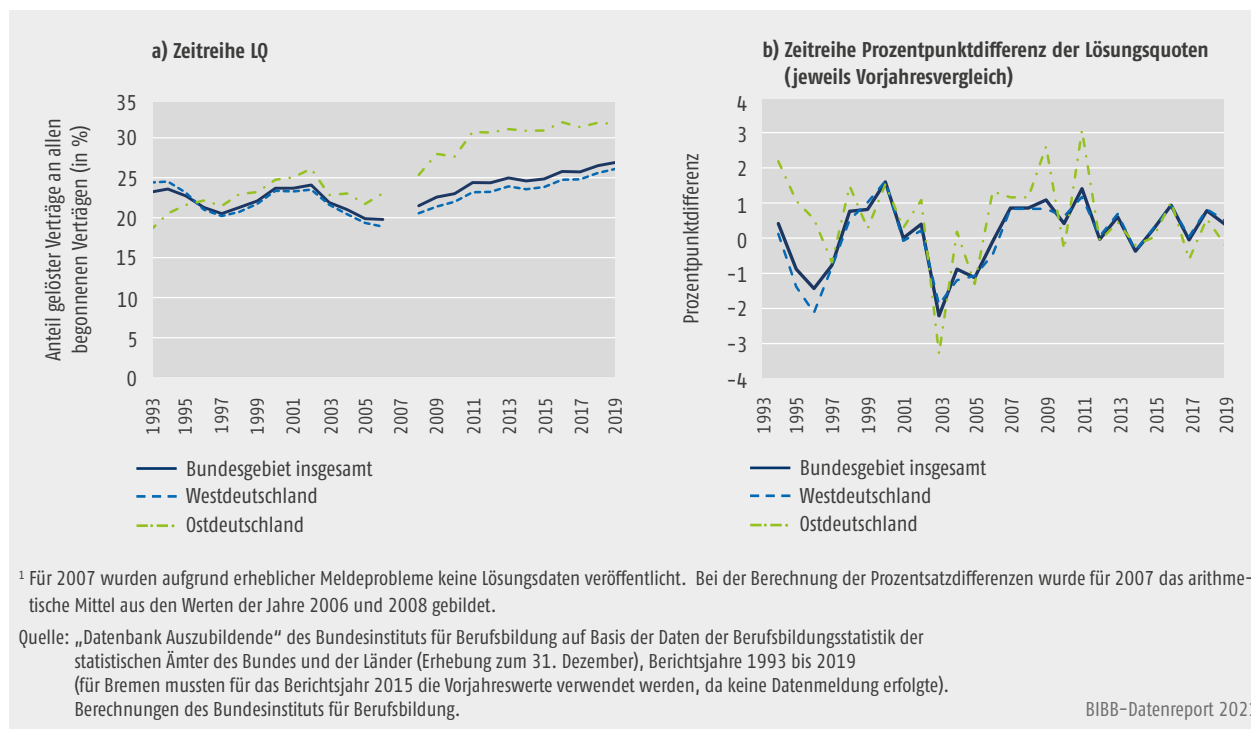 a) Zeitreihe LQ
Anteil gelöster Verträge an allen
begonnenen Vertägen (in %)
35
30
25
20
15
10
5
0
1993
1995
1997
1999
2001
2003
2005
2007
2009
2011
2013
2015
2017
2019
Bundesgebiet insgesamt
Westdeutschland
Ostdeutschland
b) Zeitreihe Prozentpunktdifferenz der Lösungsquoten
(jeweils Vorjahresvergleich)
Prozentpunktdifferenz
4
3
2
1
0
-1
-2
-3
-4
1993
1995
1997
1999
2001
2003
2005
2007
2009
2011
2013
2015
2017
2019
Bundesgebiet insgesamt
Westdeutschland
Ostdeutschland
¹ Für 2007 wurden aufgrund erheblicher Meldeprobleme keine Lösungsdaten veröffentlicht. Bei der Berechnung der Prozentsatzdifferenzen wurde für 2007 das arithme-
tische Mittel aus den Werten der Jahre 2006 und 2008 gebildet.
Quelle: „Datenbank Auszubildende“ des Bundesinstituts für Berufsbildung auf Basis der Daten der Berufsbildungsstatistik der
statistischen Ämter des Bundes und der Länder (Erhebung zum 31. Dezember), Berichtsjahre 1993 bis 2019
(für Bremen mussten für das Berichtsjahr 2015 die Vorjahreswerte verwendet werden, da keine Datenmeldung erfolgte).
Berechnungen des Bundesinstituts für Berufsbildung.
BIBB-Datenreport 2021